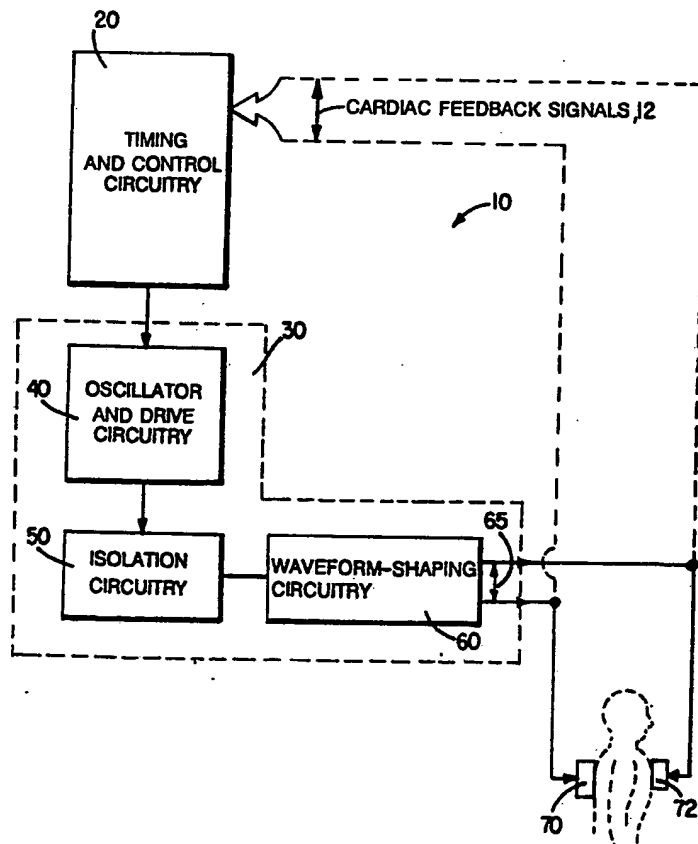 20
TIMING
AND CONTROL
CIRCUITRY
CARDIAC FEEDBACK SIGNALS,12
10
30
40
OSCILLATOR
AND DRIVE
CIRCUITRY
50
ISOLATION
CIRCUITRY
WAVEFORM-SHAPING
CIRCUITRY
60
65
70
72